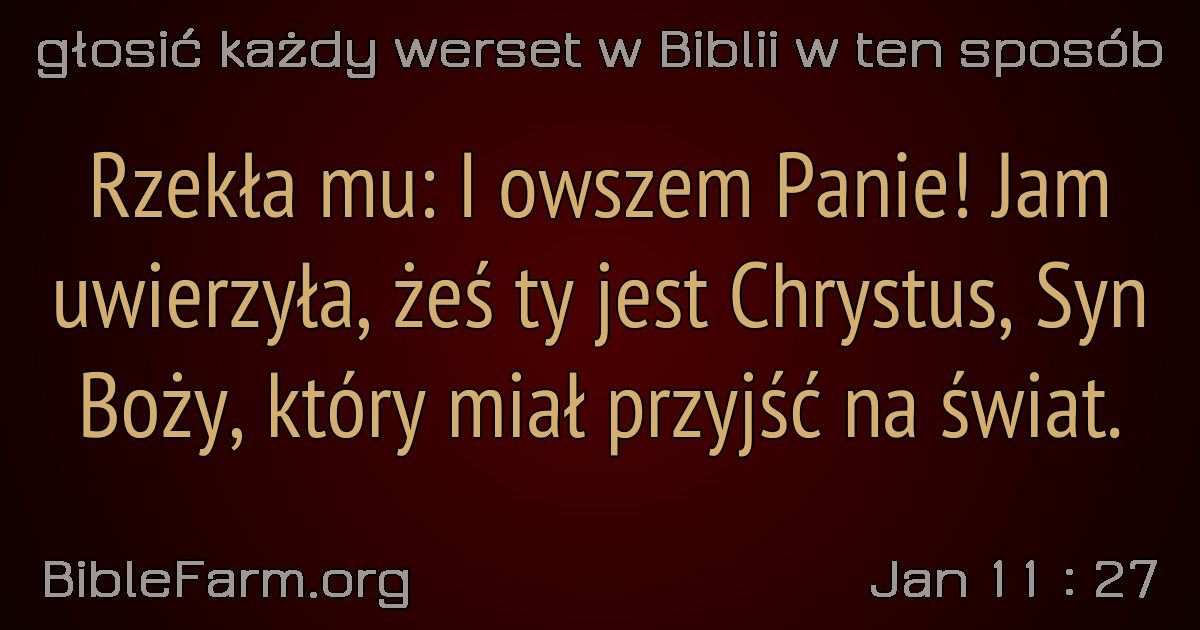 głosić każdy werset w Biblii w ten sposób
Rzekła mu: I owszem Panie! Jam
uwierzyła, żeś ty jest Chrystus, Syn
Boży, który miał przyjść na świat.
BibleFarm.org
Jan 11 : 27